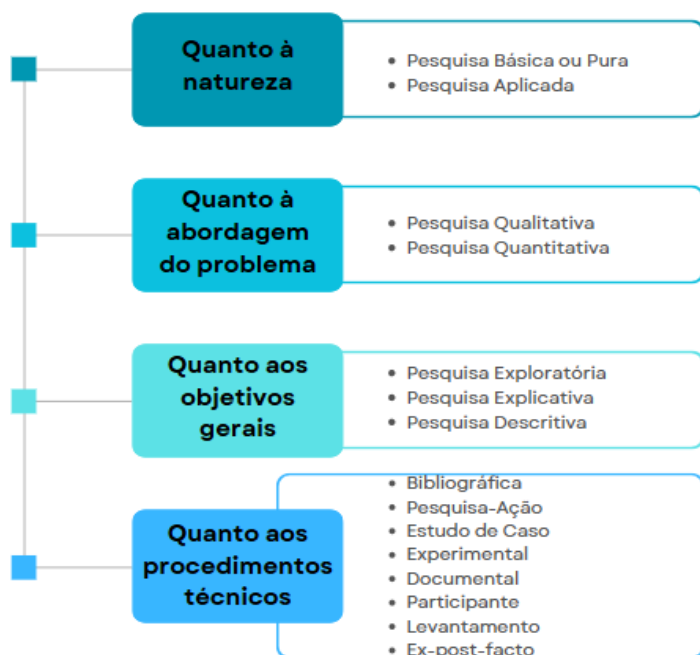 Quanto à
natureza
• Pesquisa Básica ou Pura
• Pesquisa Aplicada
Quanto à
abordagem
do problema
• Pesquisa Qualitativa
• Pesquisa Quantitativa
Quanto aos
objetivos
gerais
• Pesquisa Exploratória
• Pesquisa Explicativa
• Pesquisa Descritiva
Quanto aos
procedimentos
técnicos
• Bibliográfica
• Pesquisa-Ação
• Estudo de Caso
• Experimental
• Documental
• Participante
• Levantamento
• Ex-post-facto